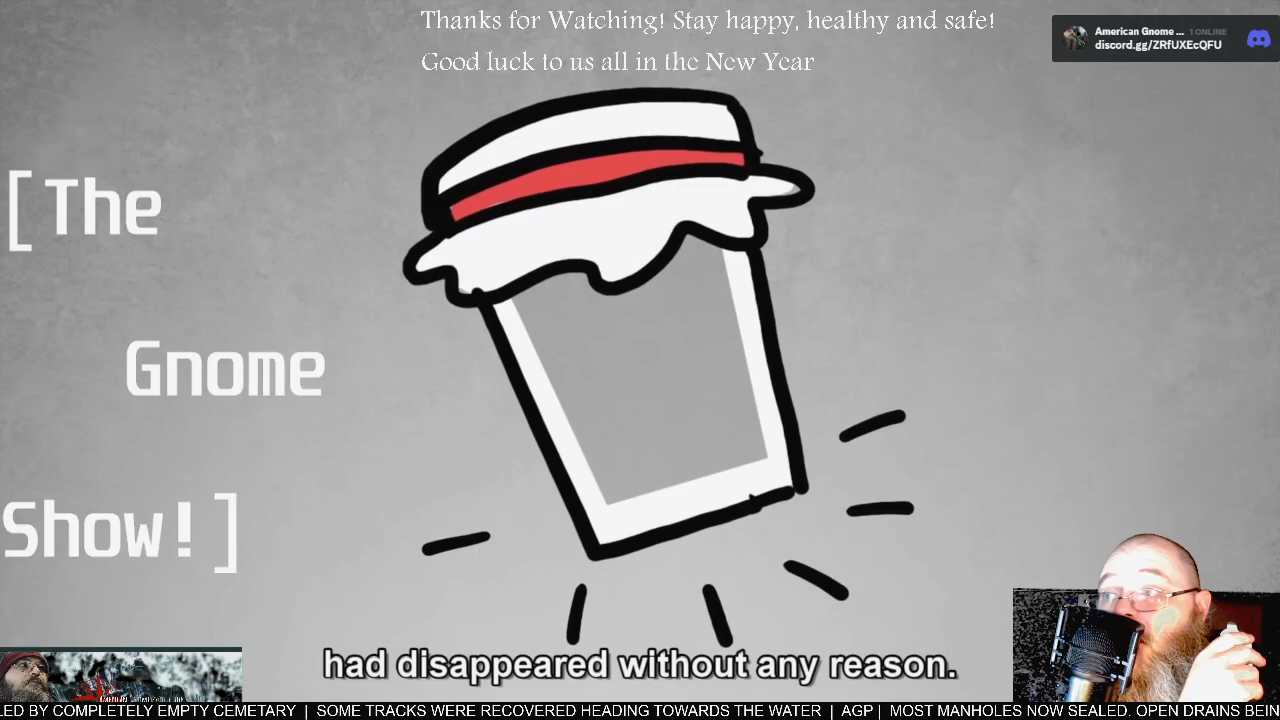 Thanks for Watching! Stay happy, healthy and safe!
Good luck to us all in the New Year
American Gnome ... 1 ONLINE
discord.gg/ZRfUXEcQFU
[The
Gnome
Show!]
had disappeared without any reason.
LED BY COMPLETELY EMPTY CEMETARY | SOME TRACKS WERE RECOVERED HEADING TOWARDS THE WATER | AGP | MOST MANHOLES NOW SEALED. OPEN DRAINS BEIN